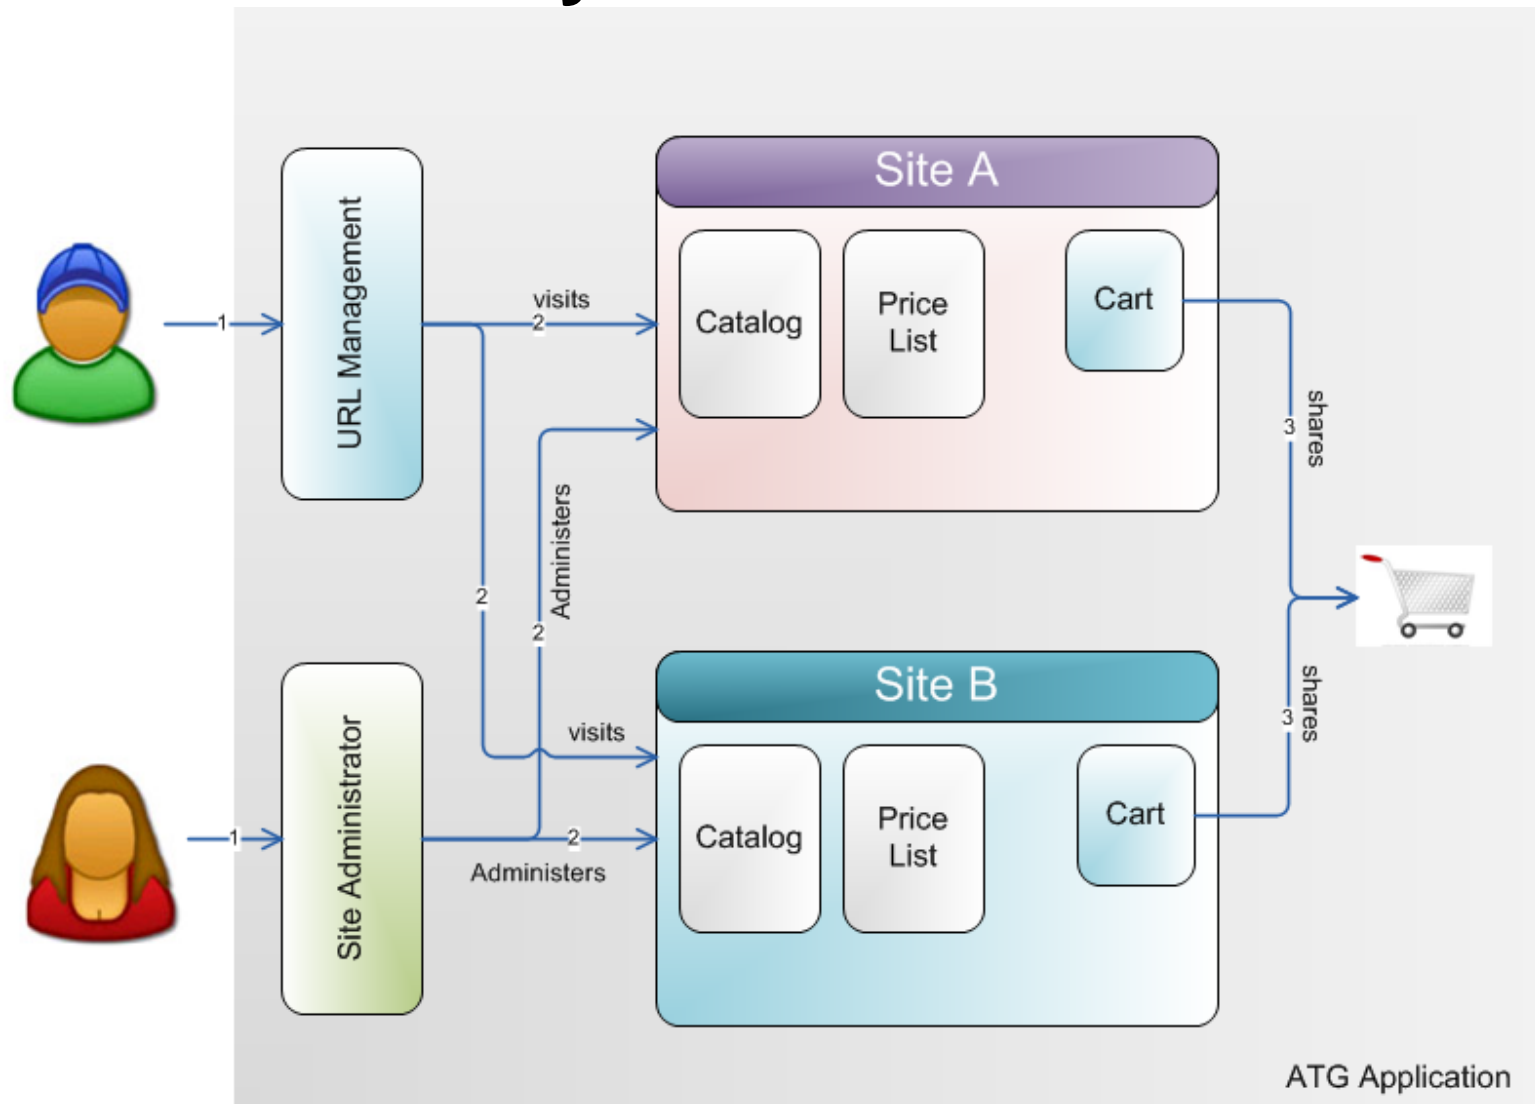 Site A
URL Management
1
visits
2
Catalog
Price
List
Cart
shares
3
Administers
2
2
Site B
Site Administrator
1
visits
2
Administers
Catalog
Price
List
Cart
shares
3
ATG Application